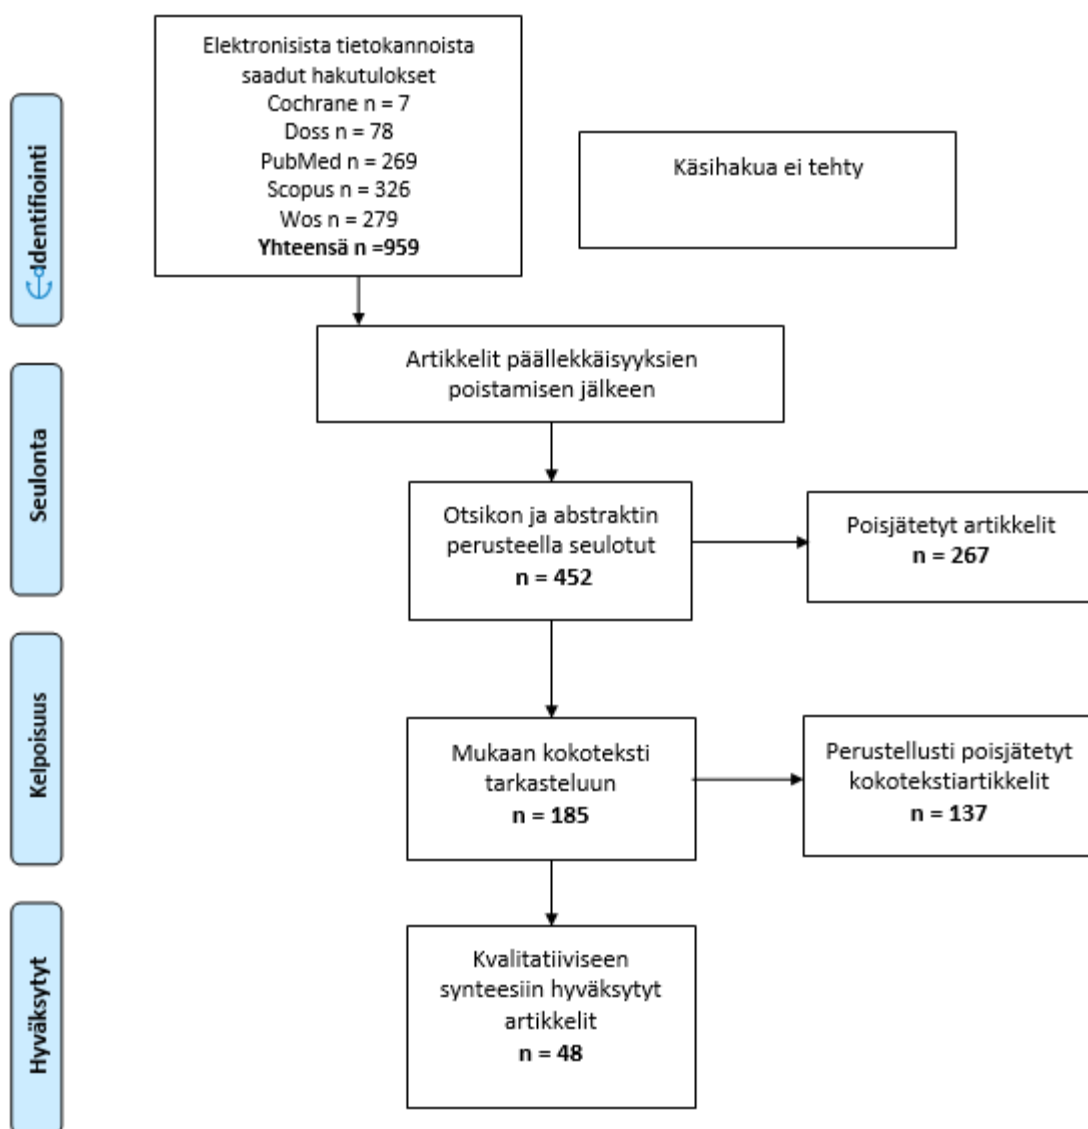 Elektronisista tietokannoista
saadut hakutulokset
Cochrane n = 7
Doss n = 78
PubMed n = 269
Scopus n = 326
Wos n = 279
Yhteensä n =959
Käsihakua ei tehty
Identifiointi
Artikkelit päällekkäisyyksien
poistamisen jälkeen
Seulonta
Otsikon ja abstraktin
perusteella seulotut
n = 452
Poisjätetyt artikkelit
n = 267
Kelpoisuus
Mukaan kokoteksti
tarkasteluun
n = 185
Perustellusti poisjätetyt
kokotekstiartikkelit
n = 137
Hyväksytyt
Kvalitatiiviseen
synteesiin hyväksytyt
artikkelit
n = 48